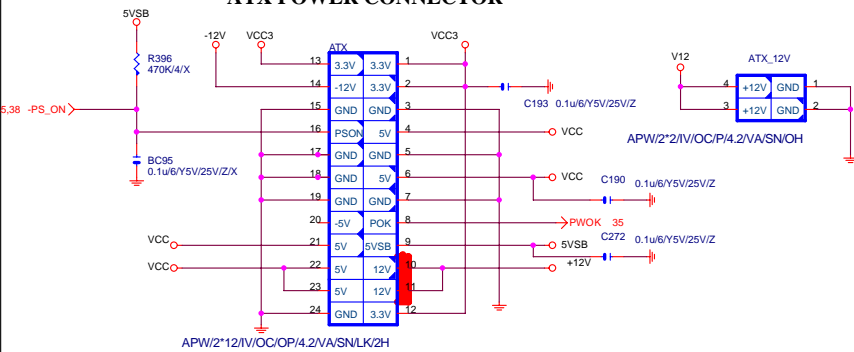 ATX POWER CONNECTOR
5VSB
R396
470K/4/X
5,38 -PS_ON
BC95
0.1u/6/Y5V/25V/Z/X
-12V
VCC3
VCC3
ATX
13 3.3V 3.3V 1
14 -12V 3.3V 2
15 GND GND 3
16 PSON 5V 4
17 GND GND 5
18 GND 5V 6
19 GND GND 7
20 -5V POK 8
21 5V 5VSB 9
22 5V 12V 10
23 5V 12V 11
24 GND 3.3V 12
VCC
VCC
C193 0.1u/6/Y5V/25V/Z
VCC
VCC
C190 0.1u/6/Y5V/25V/Z
PWOK 35
5VSB
C272 0.1u/6/Y5V/25V/Z
+12V
APW/2*12/IV/OC/OP/4.2/VA/SN/LK/2H
V12
ATX_12V
4 +12V GND 1
3 +12V GND 2
APW/2*2/IV/OC/P/4.2/VA/SN/OH